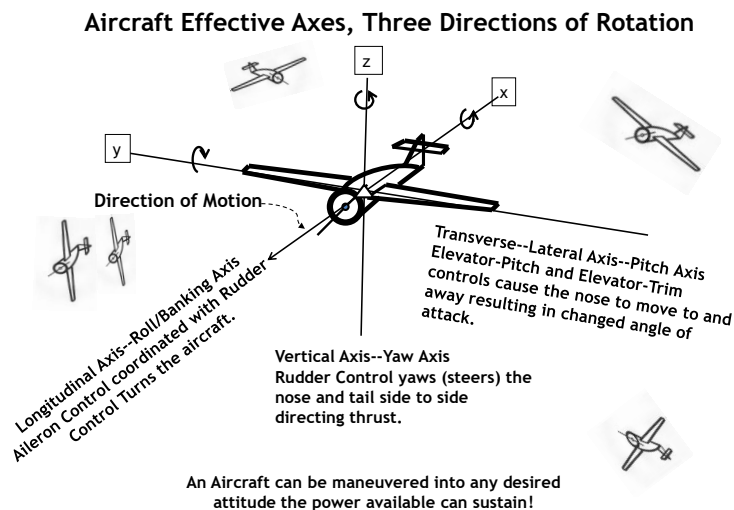 Aircraft Effective Axes, Three Directions of Rotation
z
x
y
Direction of Motion
Transverse--Lateral Axis--Pitch Axis
Elevator-Pitch and Elevator-Trim
controls cause the nose to move to and
away resulting in changed angle of
attack.
Longitudinal Axis--Roll/Banking Axis
Aileron Control coordinated with Rudder
Control Turns the aircraft.
Vertical Axis--Yaw Axis
Rudder Control yaws (steers) the
nose and tail side to side
directing thrust.
An Aircraft can be maneuvered into any desired
attitude the power available can sustain!